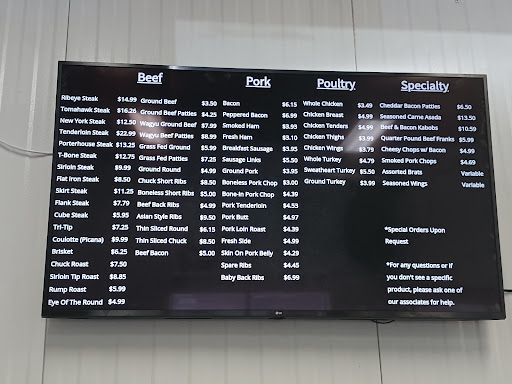 Beef
Ribeye Steak $14.99
Tomahawk Steak $16.26
New York Steak $12.50
Tenderloin Steak $22.99
Porterhouse Steak $13.25
T-Bone Steak $12.75
Sirloin Steak $9.99
Flat Iron Steak $8.50
Skirt Steak $11.25
Flank Steak $7.79
Cube Steak $5.95
Tri-Tip $7.25
Coulotte (Picana) $9.99
Brisket $6.25
Chuck Roast $7.50
Sirloin Tip Roast $8.85
Rump Roast $5.99
Eye Of The Round $4.99
Ground Beef $3.50
Ground Beef Patties $4.25
Wagyu Ground Beef $7.99
Wagyu Beef Patties $8.99
Grass Fed Ground $5.99
Grass Fed Patties $7.25
Ground Round $4.99
Chuck Short Ribs $8.50
Boneless Short Ribs $5.00
Beef Back Ribs $4.99
Asian Style Ribs $9.50
Thin Sliced Round $6.15
Thin Sliced Chuck $8.50
Beef Bacon $5.00
Pork
Bacon $6.15
Peppered Bacon $6.99
Smoked Ham $3.95
Fresh Ham $3.10
Breakfast Sausage $3.95
Sausage Links $5.50
Ground Pork $3.95
Boneless Pork Chop $3.00
Bone-In Pork Chop $4.39
Pork Tenderloin $4.55
Pork Butt $4.97
Pork Loin Roast $4.39
Fresh Side $4.99
Skin On Pork Belly $4.29
Spare Ribs $4.45
Baby Back Ribs $6.99
Poultry
Whole Chicken $3.49
Chicken Breast $4.99
Chicken Tenders $4.99
Chicken Thighs $3.99
Chicken Wings $3.79
Whole Turkey $4.79
Sweatheart Turkey $5.50
Ground Turkey $3.99
Specialty
Cheddar Bacon Patties $6.50
Seasoned Carne Asada $13.50
Beef & Bacon Kabobs $10.59
Quarter Pound Beef Franks $5.99
Cheesy Chops w/ Bacon $4.99
Smoked Pork Chops $4.69
Assorted Brats Variable
Seasoned Wings Variable
*Special Orders Upon
Request
*For any questions or if
you don't see a specific
product, please ask one of
our associates for help.
LG